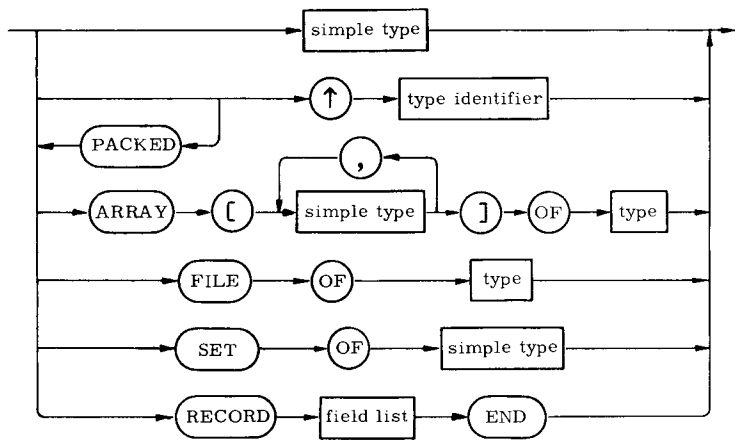 simple type
↑ type identifier
PACKED
,
ARRAY [ simple type ] OF type
FILE OF type
SET OF simple type
RECORD field list END